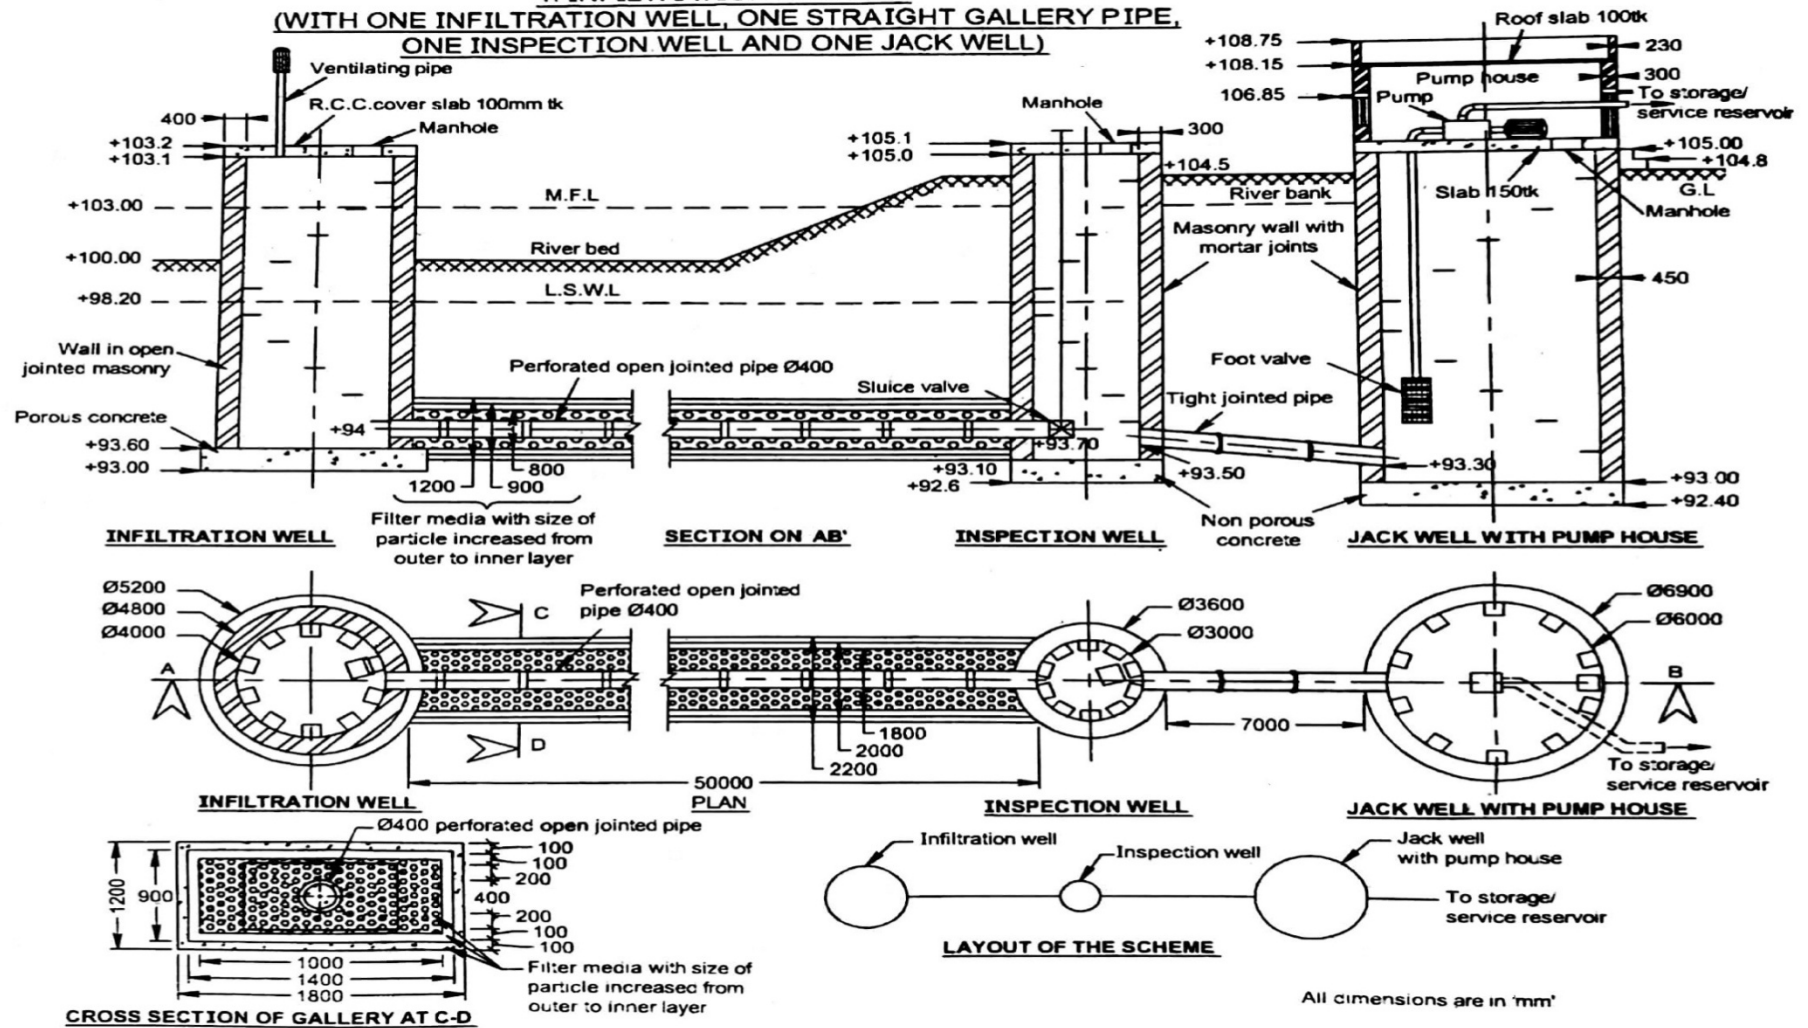 (WITH ONE INFILTRATION WELL, ONE STRAIGHT GALLERY PIPE,
ONE INSPECTION WELL AND ONE JACK WELL)
Ventilating pipe
R.C.C.cover slab 100mm tk
Manhole
400
+103.2
+103.1
+103.00
+100.00
+98.20
M.F.L
River bed
L.S.W.L
Wall in open
jointed masonry
Porous concrete
+93.60
+93.00
+94
Perforated open jointed pipe Ø400
1200
900
800
Filter media with size of
particle increased from
outer to inner layer
Manhole
300
+105.1
+105.0
+104.5
River bank
Masonry wall with
mortar joints
Sluice valve
Tight jointed pipe
+93.70
+93.10
+92.6
+93.50
+93.30
Non porous
concrete
Roof slab 100tk
+108.75
+108.15
106.85
230
300
Pump house
Pump
To storage/
service reservoir
+105.00
+104.8
G.L
Slab 150tk
Manhole
450
Foot valve
+93 00
+92.40
INFILTRATION WELL
SECTION ON AB'
INSPECTION WELL
JACK WELL WITH PUMP HOUSE
Ø5200
Ø4800
Ø4000
A
C
D
Perforated open jointed
pipe Ø400
1800
2000
2200
50000
Ø3600
Ø3000
7000
Ø6900
Ø6000
B
To storage/
service reservoir
INFILTRATION WELL
PLAN
INSPECTION WELL
JACK WELL WITH PUMP HOUSE
Ø400 perforated open jointed pipe
1200
900
100
100
200
400
200
100
100
1000
1400
1800
Filter media with size of
particle increased from
outer to inner layer
CROSS SECTION OF GALLERY AT C-D
Infiltration well
Inspection well
Jack well
with pump house
To storage/
service reservoir
LAYOUT OF THE SCHEME
All dimensions are in 'mm'